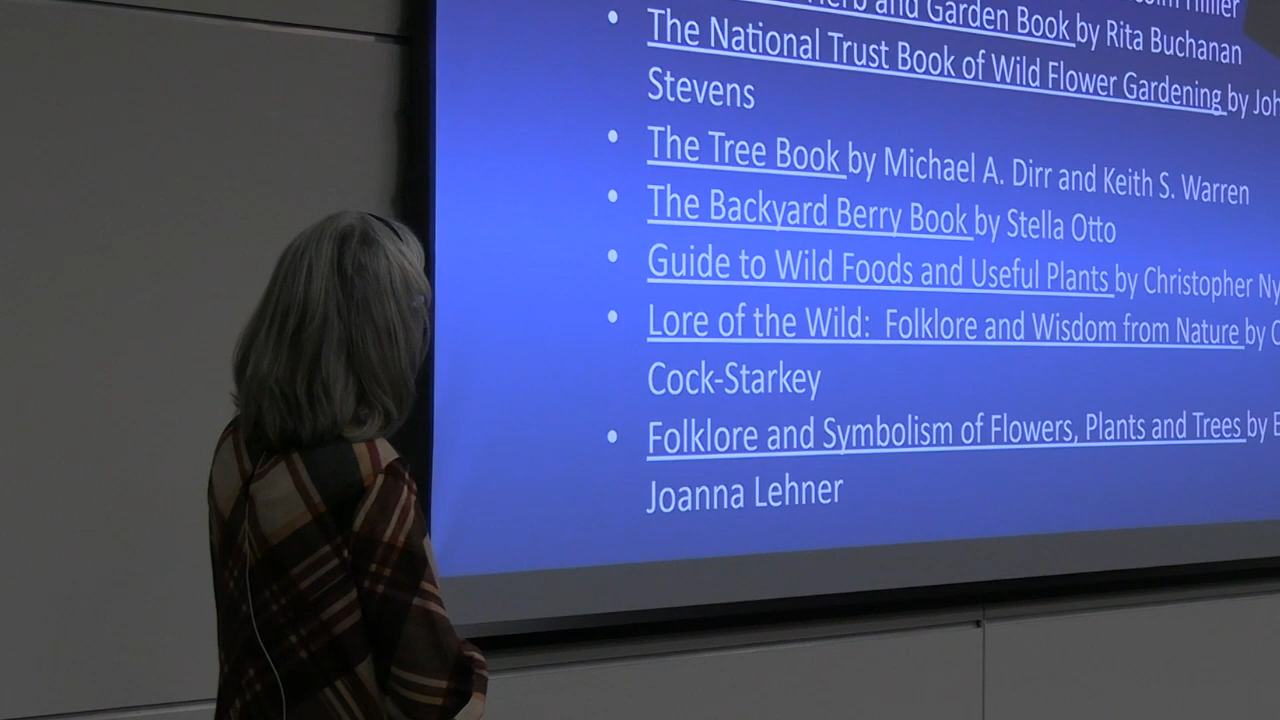 Hillier
Herb and Garden Book by Rita Buchanan
• The National Trust Book of Wild Flower Gardening by Joh
Stevens
• The Tree Book by Michael A. Dirr and Keith S. Warren
• The Backyard Berry Book by Stella Otto
• Guide to Wild Foods and Useful Plants by Christopher Ny
• Lore of the Wild: Folklore and Wisdom from Nature by C
Cock-Starkey
• Folklore and Symbolism of Flowers, Plants and Trees by E
Joanna Lehner